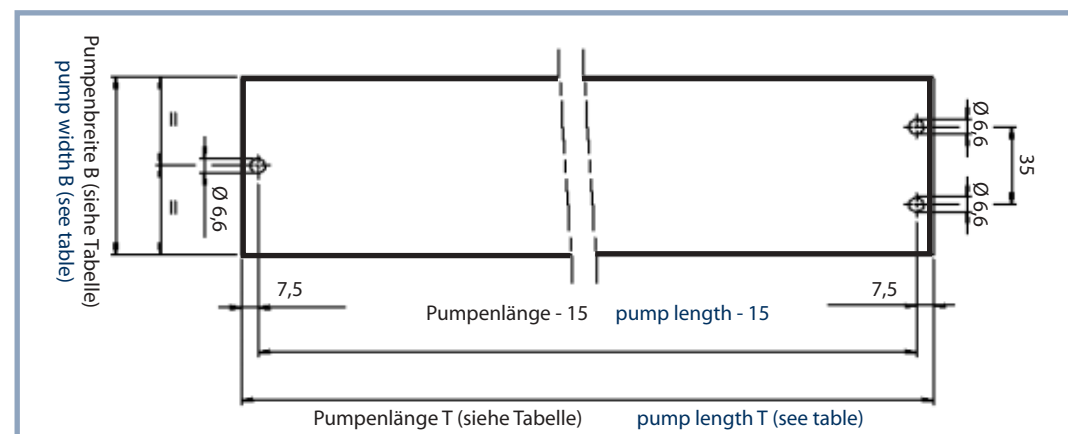 Pumpenbreite B (siehe Tabelle)
pump width B (see table)
=
=
Ø 6,6
Ø 6,6
Ø 6,6
35
7,5
7,5
Pumpenlänge - 15 pump length - 15
Pumpenlänge T (siehe Tabelle) pump length T (see table)